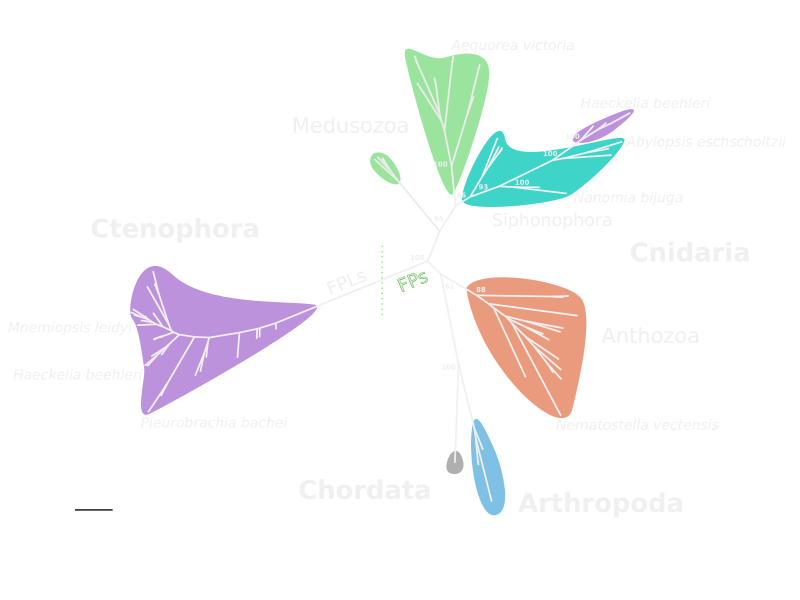 Aequorea victoria
Haeckelia beehleri
Medusozoa
100
Abylopsis eschscholtzii
100
100
93
100
Nanomia bijuga
Siphonophora
Ctenophora
Cnidaria
100
FPLs
FPs
88
Mnemiopsis leidyi
Anthozoa
100
Haeckelia beehleri
Pleurobrachia bachei
Nematostella vectensis
Chordata
Arthropoda